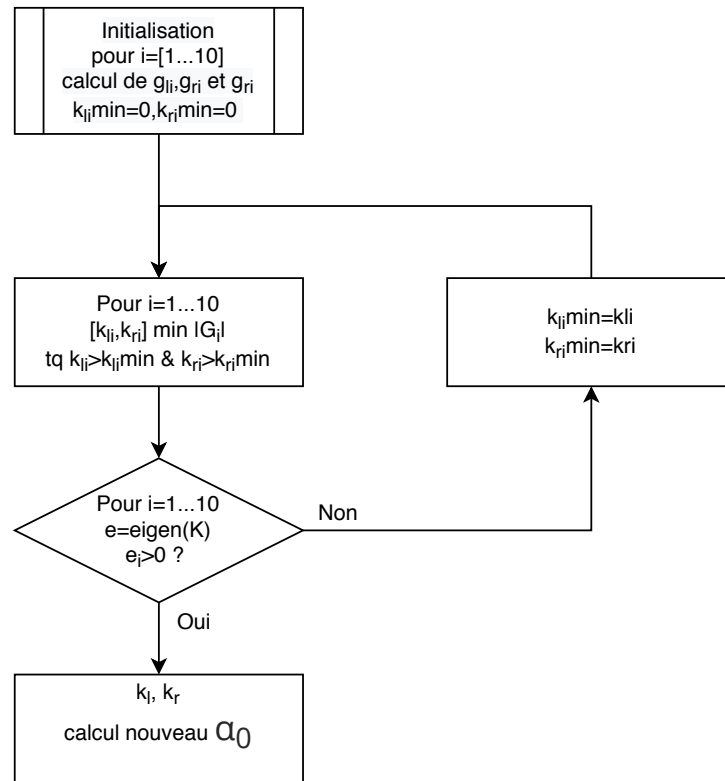 Initialisation
pour i=[1...10]
calcul de gₗᵢ,gᵣᵢ et gᵣᵢ
kₗᵢmin=0,kᵣᵢmin=0
Pour i=1...10
[kₗᵢ,kᵣᵢ] min |Gᵢ|
tq kₗᵢ>kₗᵢmin & kᵣᵢ>kᵣᵢmin
kₗᵢmin=kli
kᵣᵢmin=kri
Pour i=1...10
e=eigen(K)
eᵢ>0 ?
Non
Oui
kₗ, kᵣ
calcul nouveau α₀